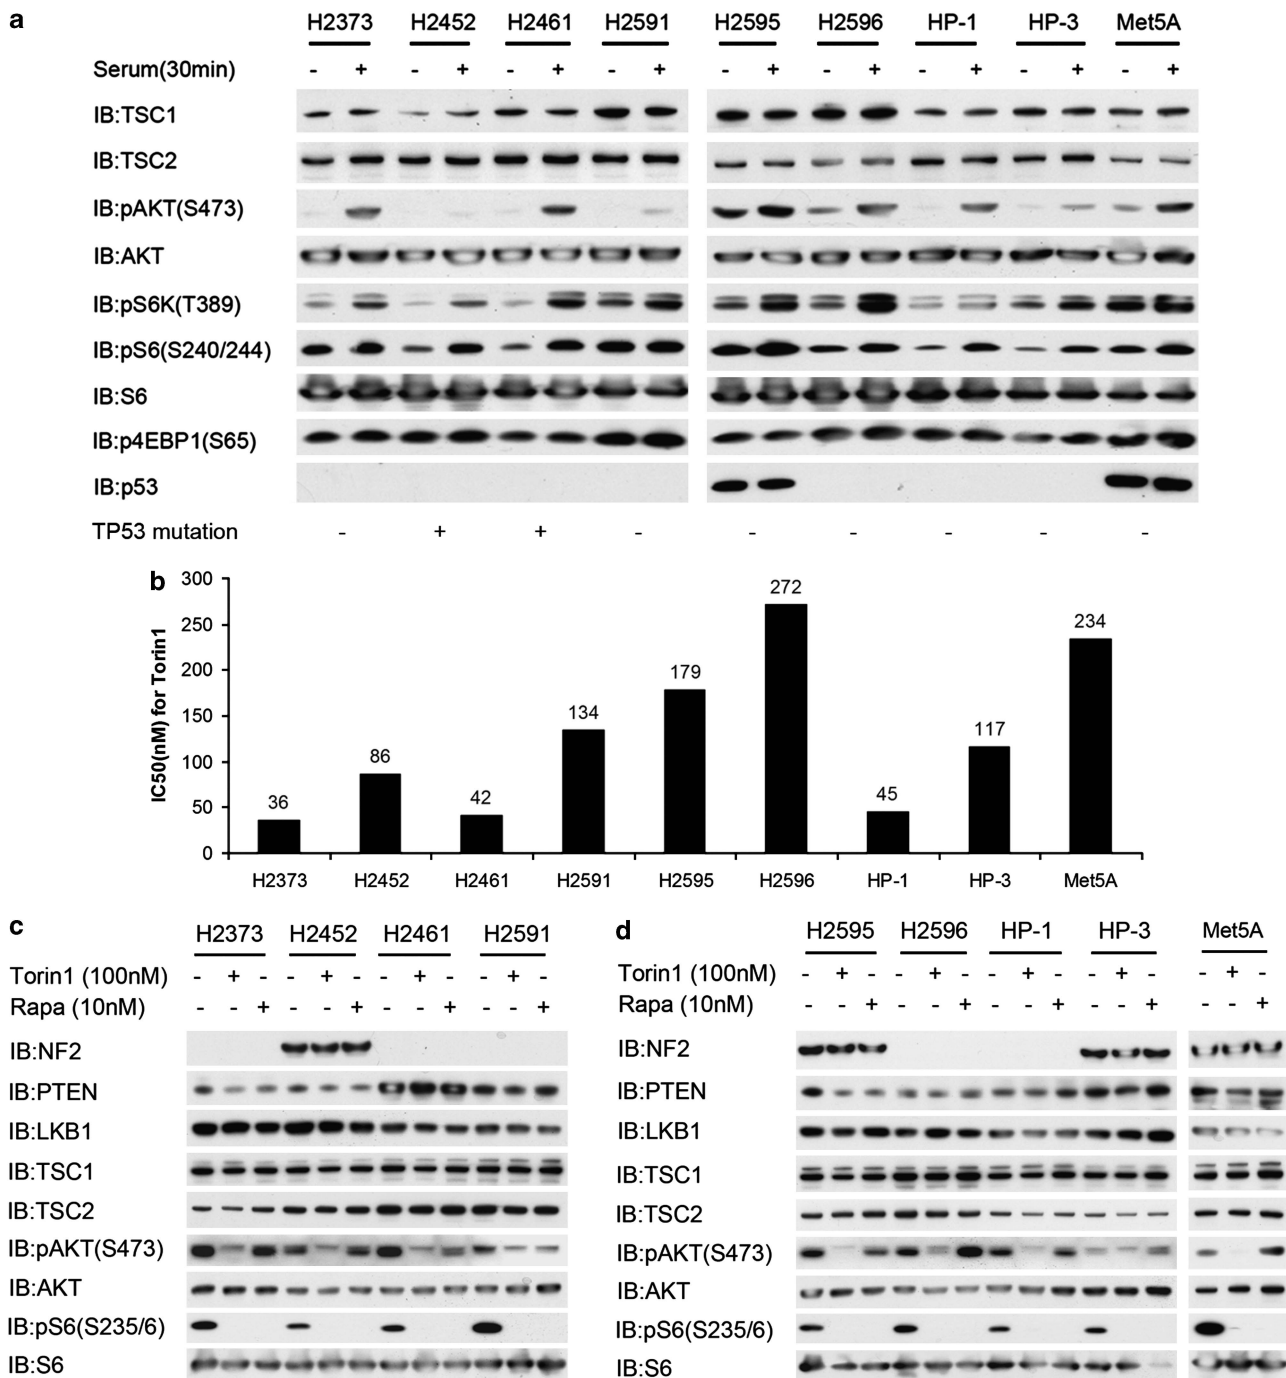 a
H2373 H2452 H2461 H2591 H2595 H2596 HP-1 HP-3 Met5A
Serum(30min) - + - + - + - + - + - + - + - + - +
IB:TSC1
IB:TSC2
IB:pAKT(S473)
IB:AKT
IB:pS6K(T389)
IB:pS6(S240/244)
IB:S6
IB:p4EBP1(S65)
IB:p53
TP53 mutation - + + - - - - - -
b
IC50(nM) for Torin1
300
250
200
150
100
50
0
36 86 42 134 179 272 45 117 234
H2373 H2452 H2461 H2591 H2595 H2596 HP-1 HP-3 Met5A
c
H2373 H2452 H2461 H2591
Torin1 (100nM) - + - - + - - + - - + -
Rapa (10nM) - - + - - + - - + - - +
IB:NF2
IB:PTEN
IB:LKB1
IB:TSC1
IB:TSC2
IB:pAKT(S473)
IB:AKT
IB:pS6(S235/6)
IB:S6
d
H2595 H2596 HP-1 HP-3 Met5A
Torin1 (100nM) - + - - + - - + - - + - - + -
Rapa (10nM) - - + - - + - - + - - + - - +
IB:NF2
IB:PTEN
IB:LKB1
IB:TSC1
IB:TSC2
IB:pAKT(S473)
IB:AKT
IB:pS6(S235/6)
IB:S6